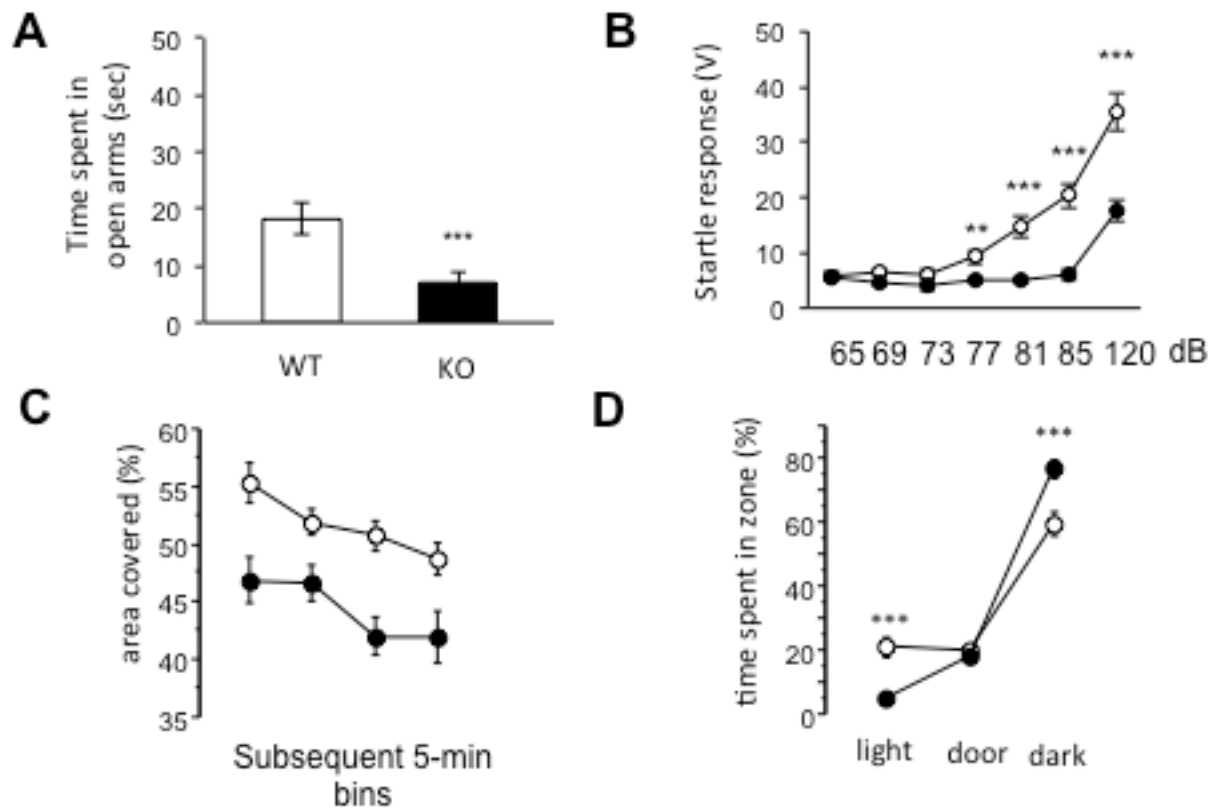 A
Time spent in
open arms (sec)
50
40
30
20
10
0
***
WT
KO
B
Startle response (V)
50
40
30
20
10
0
**
***
***
***
65 69 73 77 81 85 120 dB
C
area covered (%)
60
55
50
45
40
35
Subsequent 5-min
bins
D
time spent in zone (%)
80
60
40
20
0
***
***
light door dark